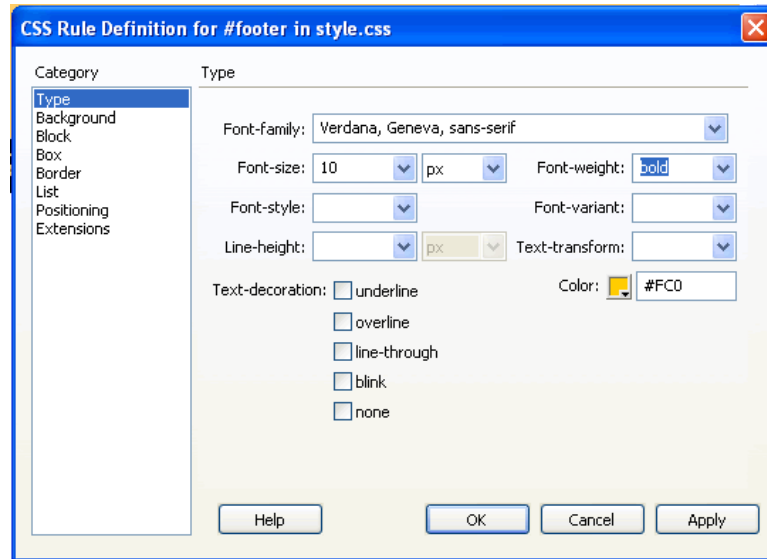 CSS Rule Definition for #footer in style.css
Category
Type
Background
Block
Box
Border
List
Positioning
Extensions
Type
Font-family: Verdana, Geneva, sans-serif
Font-size: 10 px Font-weight: bold
Font-style: Font-variant:
Line-height: px Text-transform:
Text-decoration: underline Color: #FC0
overline
line-through
blink
none
Help OK Cancel Apply